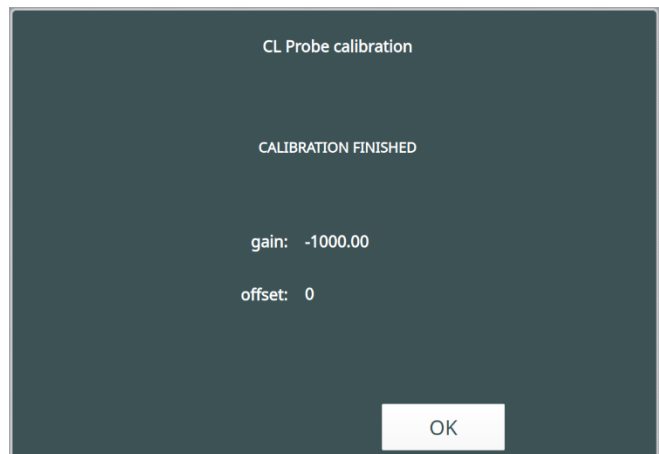 CL Probe calibration
CALIBRATION FINISHED
gain: -1000.00
offset: 0
OK